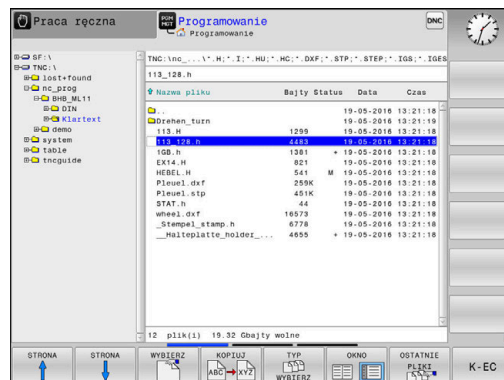 Praca ręczna
PGM MGT
Programowanie
Programowanie
DNC
SF:\
TNC:\
lost+found
nc_prog
BHB_ML11
DIN
Klartext
demo
system
table
tncguide
TNC:\nc_...\*.H;*.I;*.HU;*.HC;*.DXF;*.STP;*.STEP;*.IGS;*.IGES
113_128.h
Nazwa pliku Bajty Status Data Czas
.. 19-05-2016 13:21:18
Drehen_turn 19-05-2016 13:21:19
113.H 1299 19-05-2016 13:21:18
113_128.h 4483 19-05-2016 13:21:18
1GB.h 1381 + 19-05-2016 13:21:18
EX14.H 821 19-05-2016 13:21:18
HEBEL.H 541 M 19-05-2016 13:21:18
Pleuel.dxf 259K 19-05-2016 13:21:18
Pleuel.stp 451K 19-05-2016 13:21:18
STAT.h 44 19-05-2016 13:21:18
wheel.dxf 16573 19-05-2016 13:21:18
_Stempel_stamp.h 6778 19-05-2016 13:21:18
__Halteplatte_holder_... 4655 + 19-05-2016 13:21:18
12 plik(i) 19.32 Gbajty wolne
STRONA
STRONA
WYBIERZ
KOPIUJ
ABC XYZ
TYP
WYBIERZ
OKNO
OSTATNIE
PLIKI
K-EC